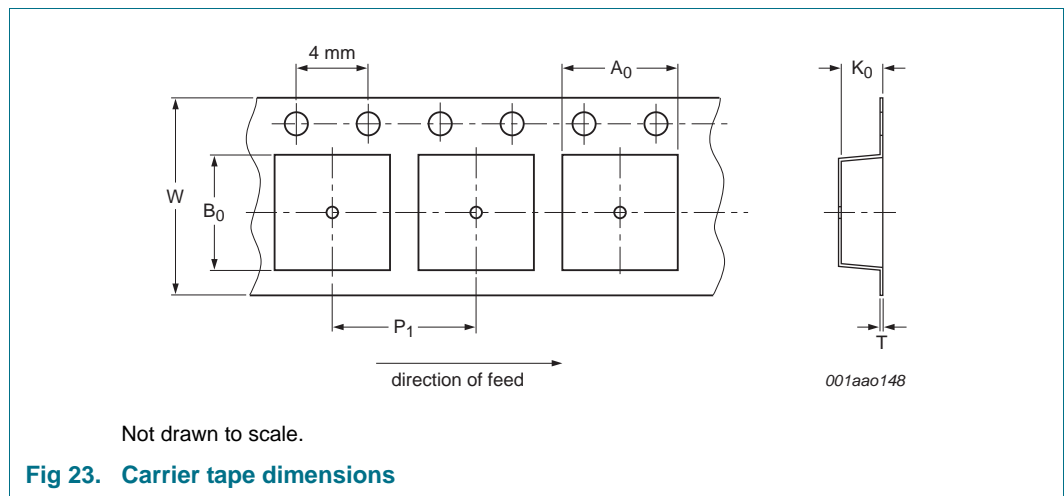 4 mm
A0
K0
W
B0
P1
T
direction of feed
001aao148
Not drawn to scale.
Fig 23. Carrier tape dimensions